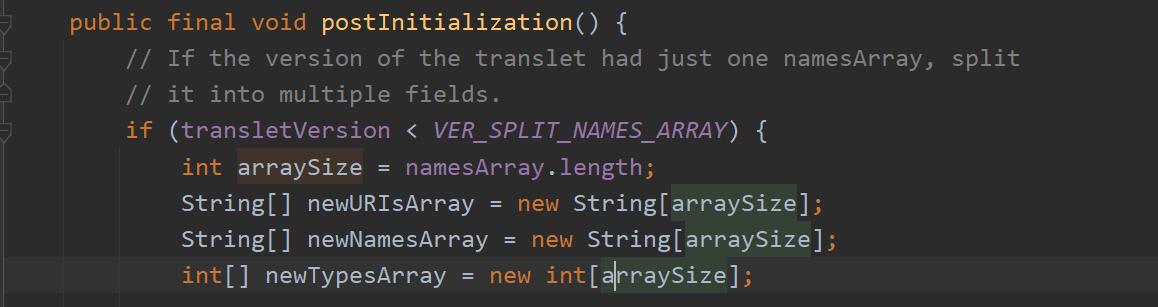 public final void postInitialization() {
// If the version of the translet had just one namesArray, split
// it into multiple fields.
if (transletVersion < VER_SPLIT_NAMES_ARRAY) {
int arraySize = namesArray.length;
String[] newURIsArray = new String[arraySize];
String[] newNamesArray = new String[arraySize];
int[] newTypesArray = new int[arraySize];